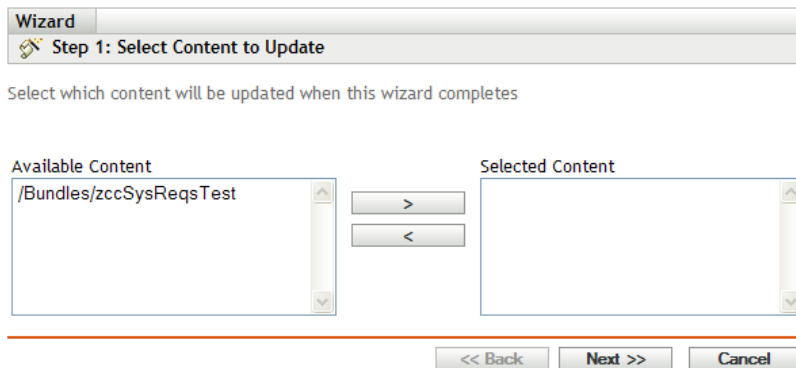 Wizard
Step 1: Select Content to Update
Select which content will be updated when this wizard completes
Available Content
Selected Content
/Bundles/zccSysReqsTest
>
<
<< Back
Next >>
Cancel